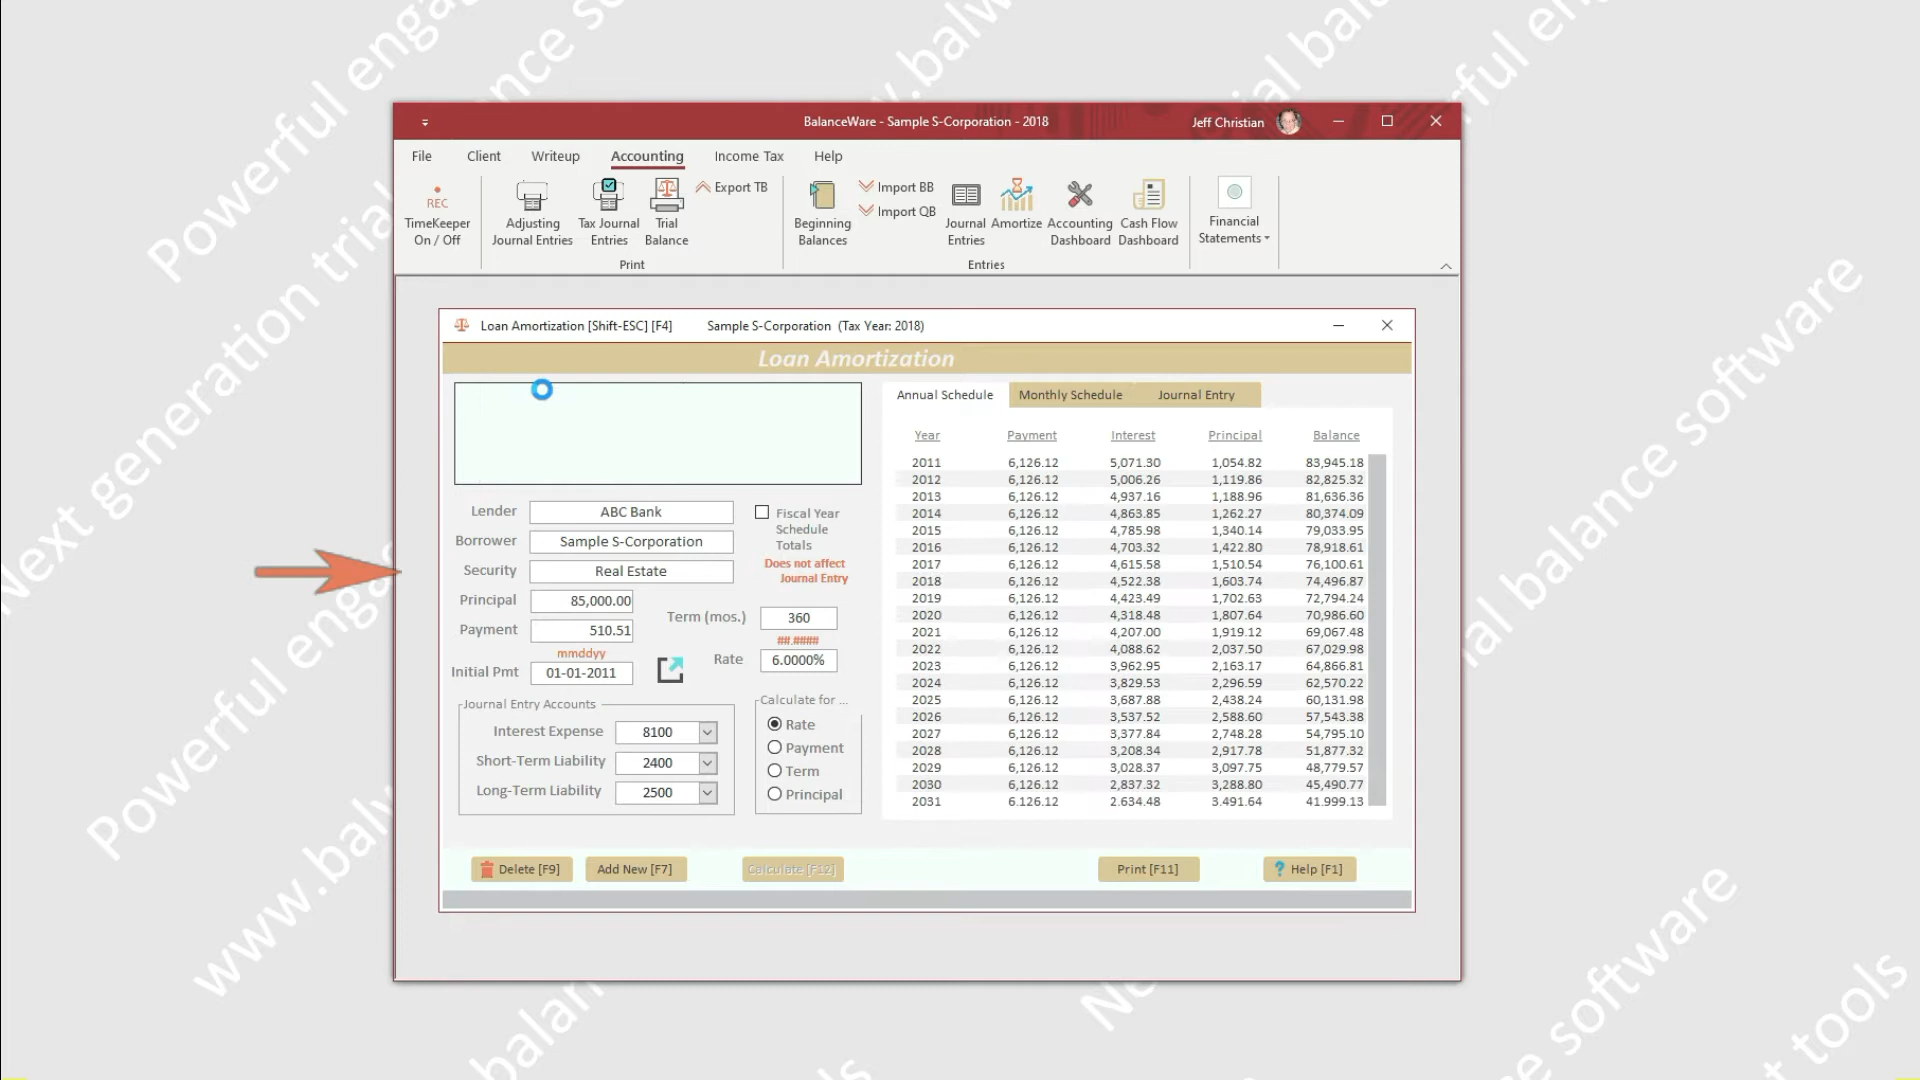 BalanceWare - Sample S-Corporation - 2018
Jeff Christian
File Client Writeup Accounting Income Tax Help
REC
TimeKeeper
On / Off
Adjusting
Journal Entries
Tax Journal
Entries
Trial
Balance
Export TB
Print
Beginning
Balances
Import BB
Import QB
Journal
Entries
Amortize
Accounting
Dashboard
Cash Flow
Dashboard
Entries
Financial
Statements
Loan Amortization [Shift-ESC] [F4] Sample S-Corporation (Tax Year: 2018)
Loan Amortization
Lender ABC Bank
Borrower Sample S-Corporation
Security Real Estate
Principal 85,000.00
Payment 510.51
mmddyy
Initial Pmt 01-01-2011
Fiscal Year
Schedule
Totals
Does not affect
Journal Entry
Term (mos.) 360
##.####
Rate 6.0000%
Journal Entry Accounts
Interest Expense 8100
Short-Term Liability 2400
Long-Term Liability 2500
Calculate for ...
Rate
Payment
Term
Principal
Annual Schedule Monthly Schedule Journal Entry
Year Payment Interest Principal Balance
2011 6,126.12 5,071.30 1,054.82 83,945.18
2012 6,126.12 5,006.26 1,119.86 82,825.32
2013 6,126.12 4,937.16 1,188.96 81,636.36
2014 6,126.12 4,863.85 1,262.27 80,374.09
2015 6,126.12 4,785.98 1,340.14 79,033.95
2016 6,126.12 4,703.32 1,422.80 78,918.61
2017 6,126.12 4,615.58 1,510.54 76,100.61
2018 6,126.12 4,522.38 1,603.74 74,496.87
2019 6,126.12 4,423.49 1,702.63 72,794.24
2020 6,126.12 4,318.48 1,807.64 70,986.60
2021 6,126.12 4,207.00 1,919.12 69,067.48
2022 6,126.12 4,088.62 2,037.50 67,029.98
2023 6,126.12 3,962.95 2,163.17 64,866.81
2024 6,126.12 3,829.53 2,296.59 62,570.22
2025 6,126.12 3,687.88 2,438.24 60,131.98
2026 6,126.12 3,537.52 2,588.60 57,543.38
2027 6,126.12 3,377.84 2,748.28 54,795.10
2028 6,126.12 3,208.34 2,917.78 51,877.32
2029 6,126.12 3,028.37 3,097.75 48,779.57
2030 6,126.12 2,837.32 3,288.80 45,490.77
2031 6,126.12 2,634.48 3,491.64 41,999.13
Delete [F9] Add New [F7] Calculate [F12] Print [F11] Help [F1]
Powerful
Next generation
Powerful
software
balance software
software
tools